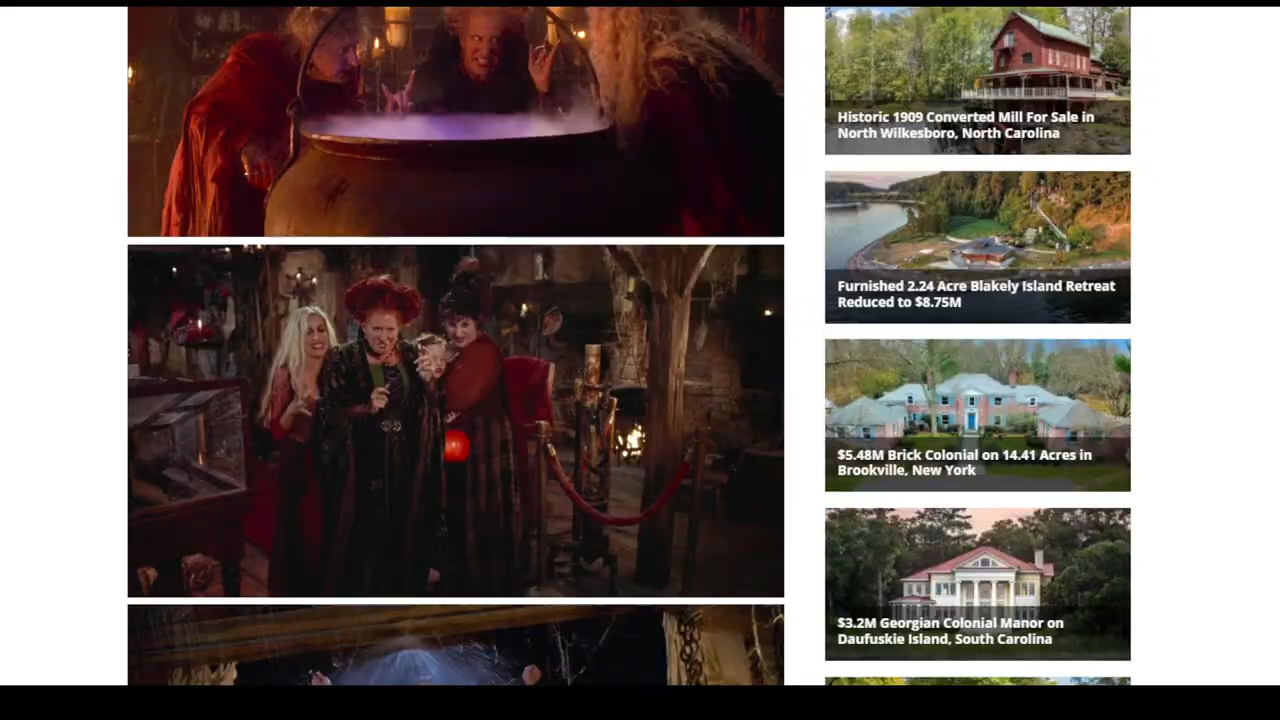 Historic 1909 Converted Mill For Sale in
North Wilkesboro, North Carolina
Furnished 2.24 Acre Blakely Island Retreat
Reduced to $8.75M
$5.48M Brick Colonial on 14.41 Acres in
Brookville, New York
$3.2M Georgian Colonial Manor on
Daufuskie Island, South Carolina